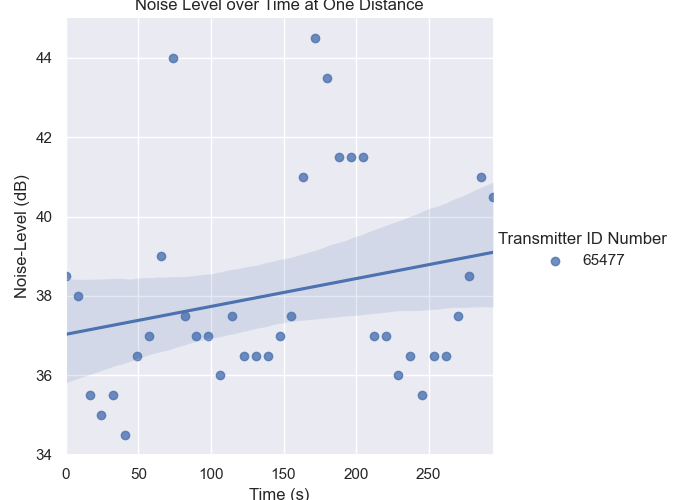 Noise Level over Time at One Distance
44
42
40
38
36
34
Noise-Level (dB)
0 50 100 150 200 250
Time (s)
Transmitter ID Number
65477